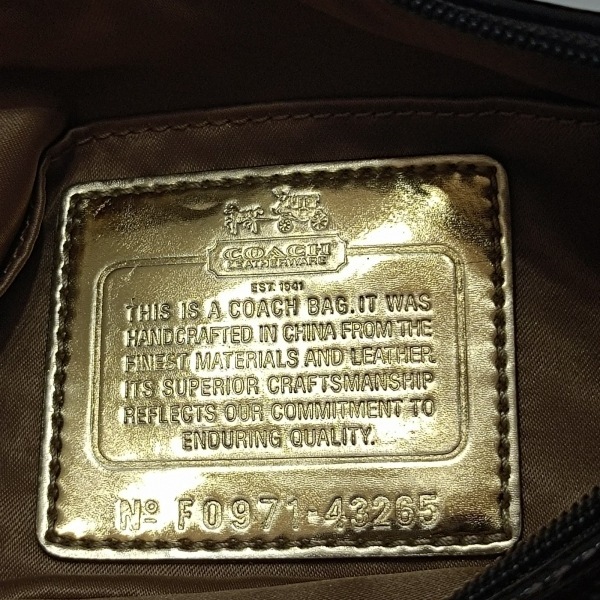 COACH
LEATHERWARE
EST. 1941
THIS IS A COACH BAG. IT WAS
HANDCRAFTED IN CHINA FROM THE
FINEST MATERIALS AND LEATHER.
ITS SUPERIOR CRAFTSMANSHIP
REFLECTS OUR COMMITMENT TO
ENDURING QUALITY.
Nº F0971-43265